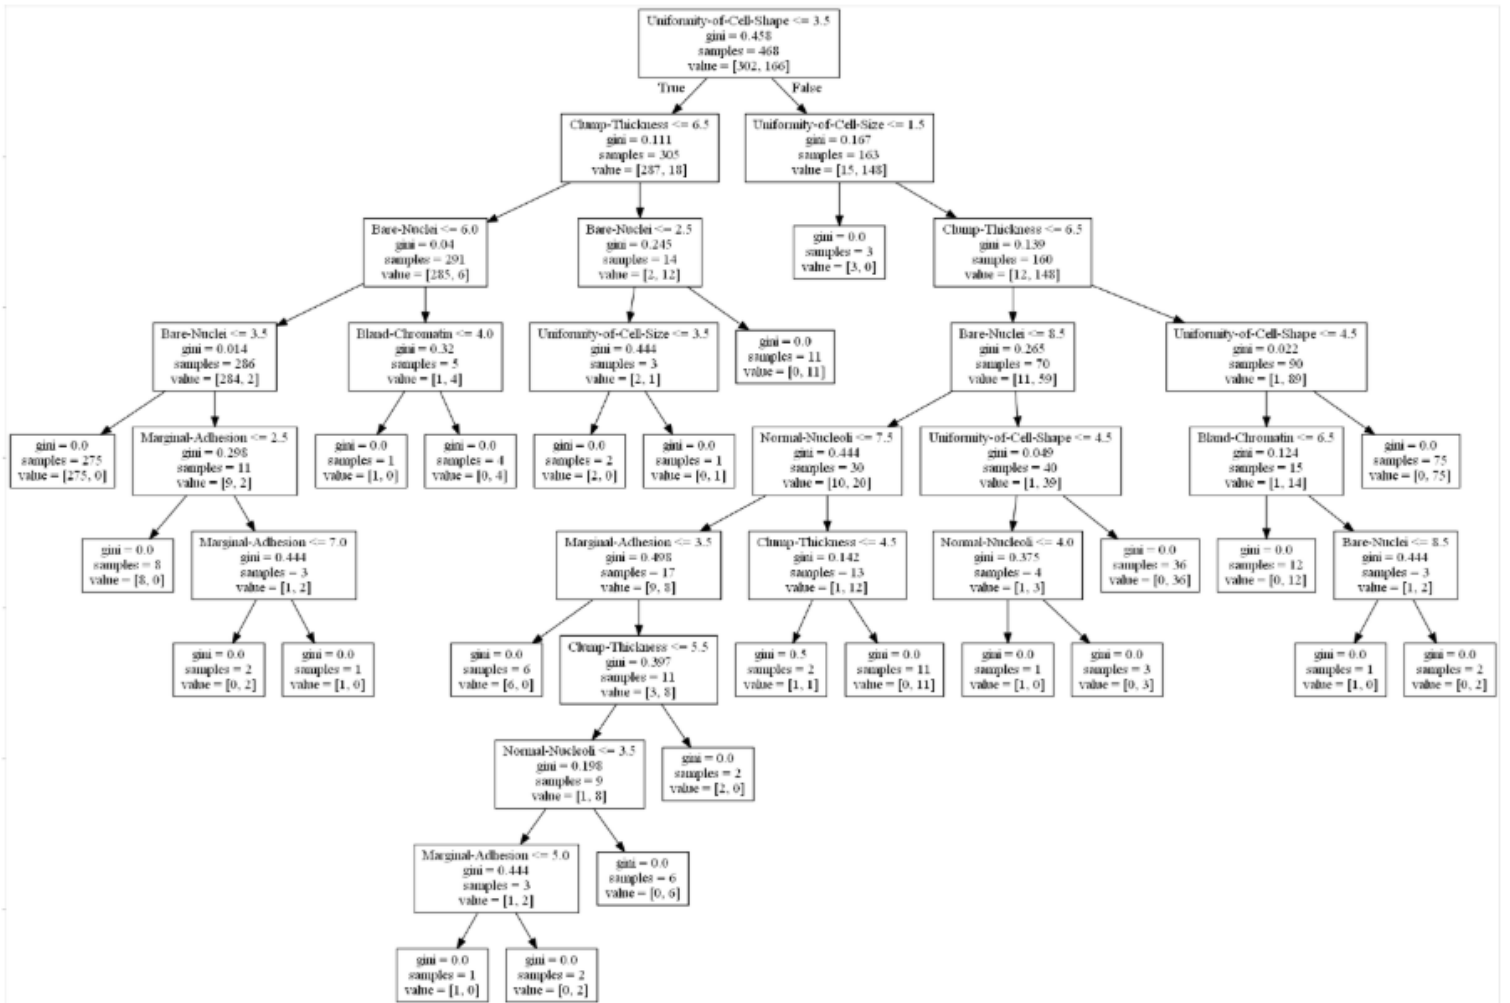 Uniformity-of-Cell-Shape <= 3.5
gini = 0.458
samples = 468
value = [302, 166]
True
False
Clump-Thickness <= 6.5
gini = 0.111
samples = 305
value = [287, 18]
Uniformity-of-Cell-Size <= 1.5
gini = 0.167
samples = 163
value = [15, 148]
Bare-Nuclei <= 6.0
gini = 0.04
samples = 291
value = [285, 6]
Bare-Nuclei <= 2.5
gini = 0.245
samples = 14
value = [2, 12]
gini = 0.0
samples = 3
value = [3, 0]
Clump-Thickness <= 6.5
gini = 0.139
samples = 160
value = [12, 148]
Bare-Nuclei <= 3.5
gini = 0.014
samples = 286
value = [284, 2]
Bland-Chromatin <= 4.0
gini = 0.32
samples = 5
value = [1, 4]
Uniformity-of-Cell-Size <= 3.5
gini = 0.444
samples = 3
value = [2, 1]
gini = 0.0
samples = 11
value = [0, 11]
Bare-Nuclei <= 8.5
gini = 0.265
samples = 70
value = [11, 59]
Uniformity-of-Cell-Shape <= 4.5
gini = 0.022
samples = 90
value = [1, 89]
gini = 0.0
samples = 275
value = [275, 0]
Marginal-Adhesion <= 2.5
gini = 0.298
samples = 11
value = [9, 2]
gini = 0.0
samples = 1
value = [1, 0]
gini = 0.0
samples = 4
value = [0, 4]
gini = 0.0
samples = 2
value = [2, 0]
gini = 0.0
samples = 1
value = [0, 1]
Normal-Nucleoli <= 7.5
gini = 0.444
samples = 30
value = [10, 20]
Uniformity-of-Cell-Shape <= 4.5
gini = 0.049
samples = 40
value = [1, 39]
Bland-Chromatin <= 6.5
gini = 0.124
samples = 15
value = [1, 14]
gini = 0.0
samples = 75
value = [0, 75]
gini = 0.0
samples = 8
value = [8, 0]
Marginal-Adhesion <= 7.0
gini = 0.444
samples = 3
value = [1, 2]
Marginal-Adhesion <= 3.5
gini = 0.498
samples = 17
value = [9, 8]
Clump-Thickness <= 4.5
gini = 0.142
samples = 13
value = [1, 12]
Normal-Nucleoli <= 4.0
gini = 0.375
samples = 4
value = [1, 3]
gini = 0.0
samples = 36
value = [0, 36]
gini = 0.0
samples = 12
value = [0, 12]
Bare-Nuclei <= 8.5
gini = 0.444
samples = 3
value = [1, 2]
gini = 0.0
samples = 2
value = [0, 2]
gini = 0.0
samples = 1
value = [1, 0]
gini = 0.0
samples = 6
value = [6, 0]
Clump-Thickness <= 5.5
gini = 0.397
samples = 11
value = [3, 8]
gini = 0.5
samples = 2
value = [1, 1]
gini = 0.0
samples = 11
value = [0, 11]
gini = 0.0
samples = 1
value = [1, 0]
gini = 0.0
samples = 3
value = [0, 3]
gini = 0.0
samples = 1
value = [1, 0]
gini = 0.0
samples = 2
value = [0, 2]
Normal-Nucleoli <= 3.5
gini = 0.198
samples = 9
value = [1, 8]
gini = 0.0
samples = 2
value = [2, 0]
Marginal-Adhesion <= 5.0
gini = 0.444
samples = 3
value = [1, 2]
gini = 0.0
samples = 6
value = [0, 6]
gini = 0.0
samples = 1
value = [1, 0]
gini = 0.0
samples = 2
value = [0, 2]